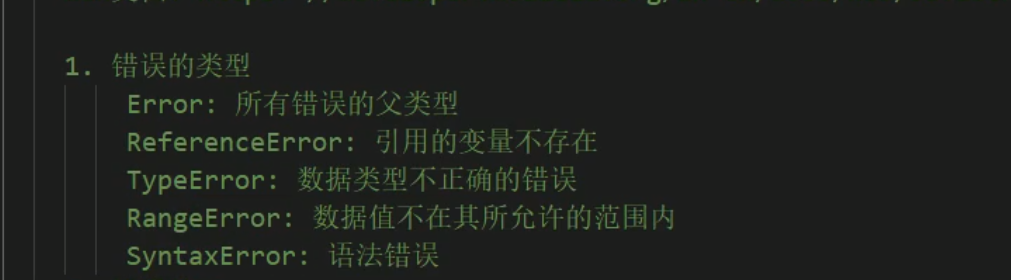 1. 错误的类型
Error: 所有错误的父类型
ReferenceError: 引用的变量不存在
TypeError: 数据类型不正确的错误
RangeError: 数据值不在其所允许的范围内
SyntaxError: 语法错误